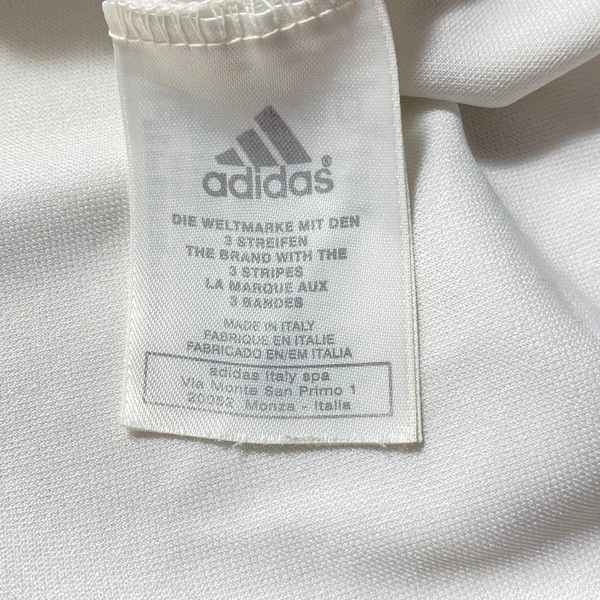 adidas®
DIE WELTMARKE MIT DEN
3 STREIFEN
THE BRAND WITH THE
3 STRIPES
LA MARQUE AUX
3 BANDES
MADE IN ITALY
FABRIQUE EN ITALIE
FABRICADO EN/EM ITALIA
adidas Italy spa
Via Monte San Primo 1
20052 Monza - Italia